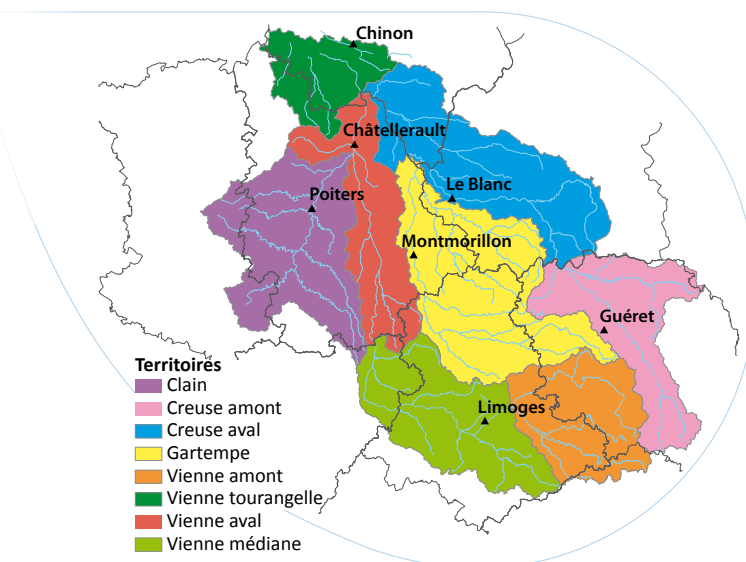 Chinon
Châtellerault
Le Blanc
Poiters
Montmorillon
Guéret
Limoges
Territoires
Clain
Creuse amont
Creuse aval
Gartempe
Vienne amont
Vienne tourangelle
Vienne aval
Vienne médiane